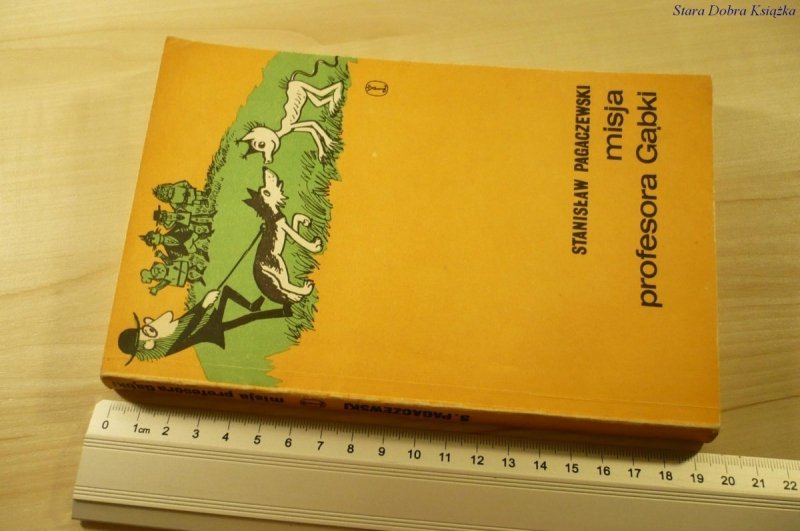 Stara Dobra Książka
STANISŁAW PAGACZEWSKI
misja
profesora Gąbki
S. PAGACZEWSKI misja profesora Gąbki
0 1cm 2 3 4 5 6 7 8 9 10 11 12 13 14 15 16 17 18 19 20 21 22